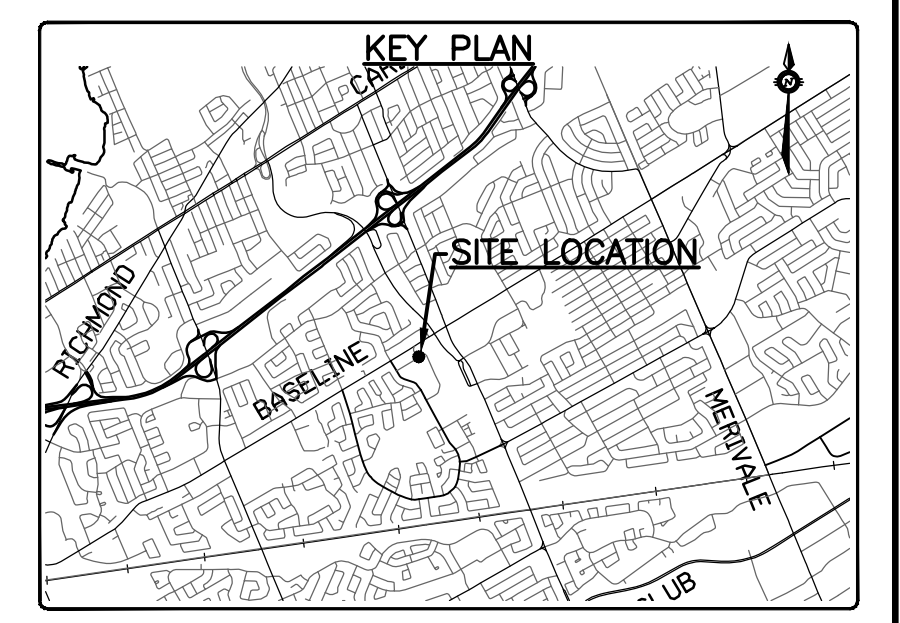 KEY PLAN
N
SITE LOCATION
RICHMOND
BASELINE
MERIVALE